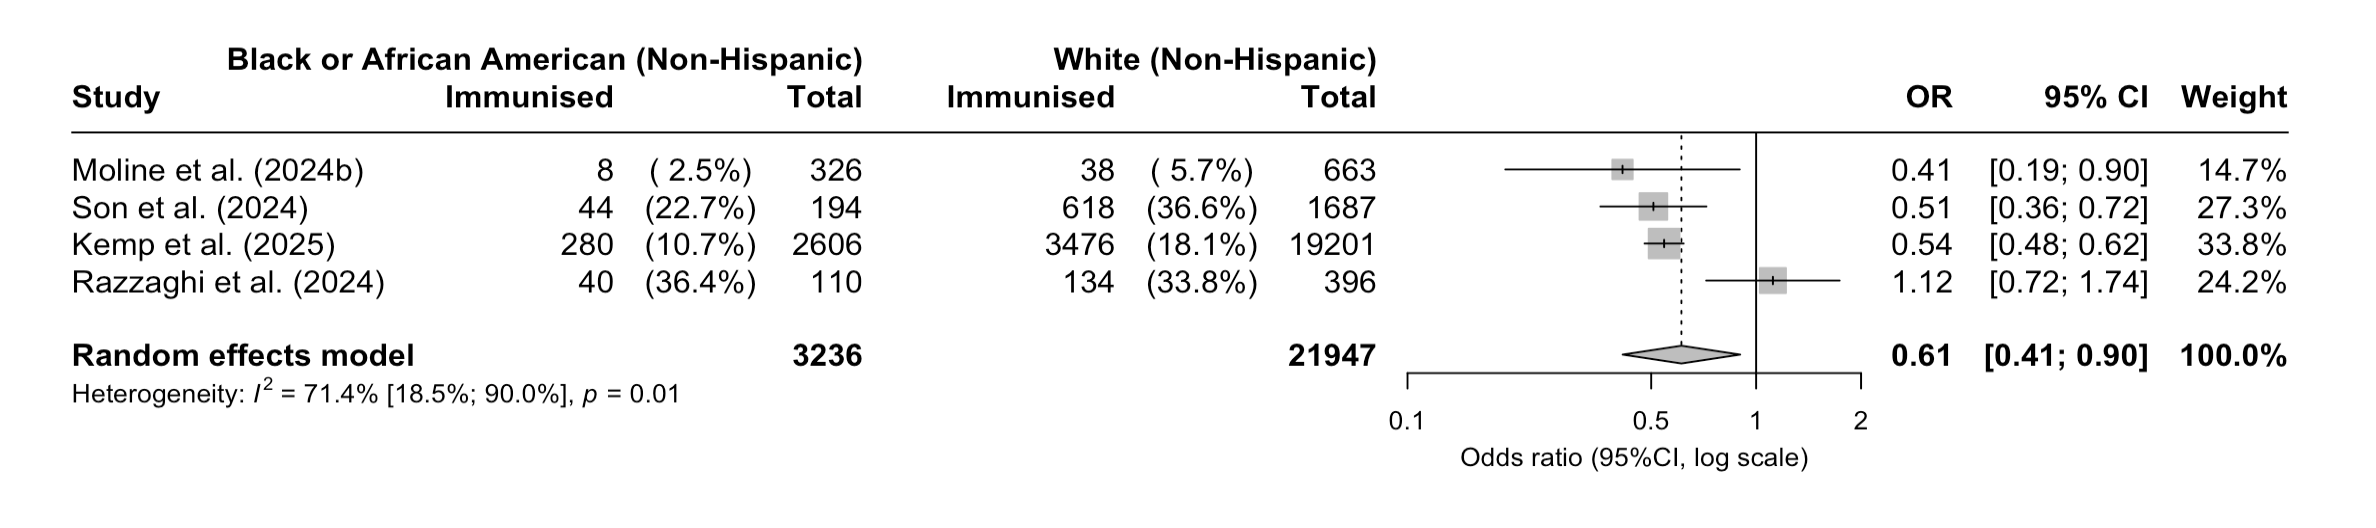 Black or African American (Non-Hispanic) White (Non-Hispanic)
Study Immunised Total Immunised Total OR 95% CI Weight
Moline et al. (2024b) 8 ( 2.5%) 326 38 ( 5.7%) 663 0.41 [0.19; 0.90] 14.7%
Son et al. (2024) 44 (22.7%) 194 618 (36.6%) 1687 0.51 [0.36; 0.72] 27.3%
Kemp et al. (2025) 280 (10.7%) 2606 3476 (18.1%) 19201 0.54 [0.48; 0.62] 33.8%
Razzaghi et al. (2024) 40 (36.4%) 110 134 (33.8%) 396 1.12 [0.72; 1.74] 24.2%
Random effects model 3236 21947 0.61 [0.41; 0.90] 100.0%
Heterogeneity: I² = 71.4% [18.5%; 90.0%], p = 0.01
0.1 0.5 1 2
Odds ratio (95%CI, log scale)